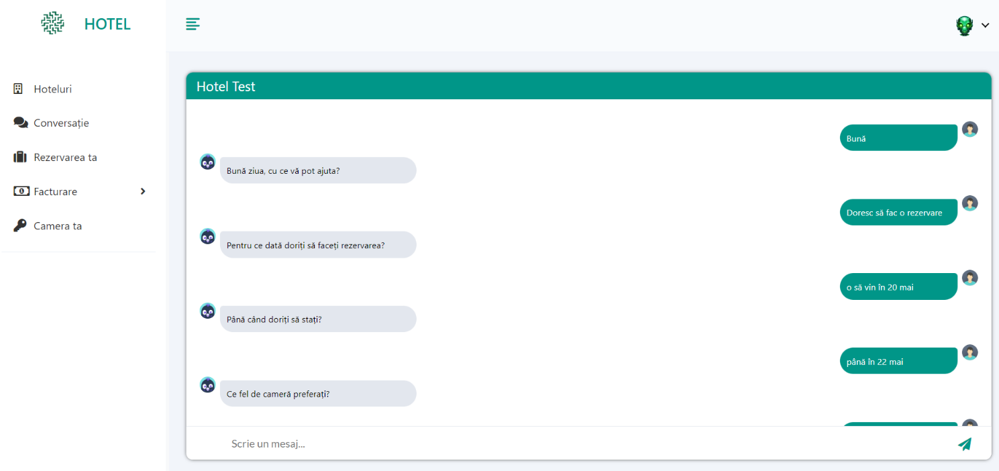 HOTEL
Hoteluri
Conversație
Rezervarea ta
Facturare
Camera ta
Hotel Test
Bună
Bună ziua, cu ce vă pot ajuta?
Doresc să fac o rezervare
Pentru ce dată doriți să faceți rezervarea?
o să vin în 20 mai
Până când doriți să stați?
până în 22 mai
Ce fel de cameră preferați?
Scrie un mesaj...